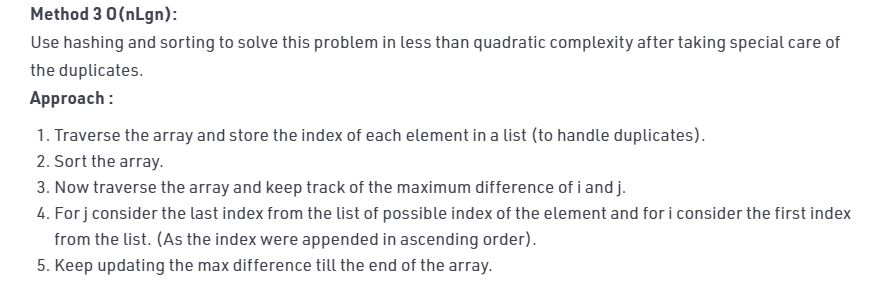 Method 3 O(nLgn):
Use hashing and sorting to solve this problem in less than quadratic complexity after taking special care of
the duplicates.
Approach :
1. Traverse the array and store the index of each element in a list (to handle duplicates).
2. Sort the array.
3. Now traverse the array and keep track of the maximum difference of i and j.
4. For j consider the last index from the list of possible index of the element and for i consider the first index
from the list. (As the index were appended in ascending order).
5. Keep updating the max difference till the end of the array.